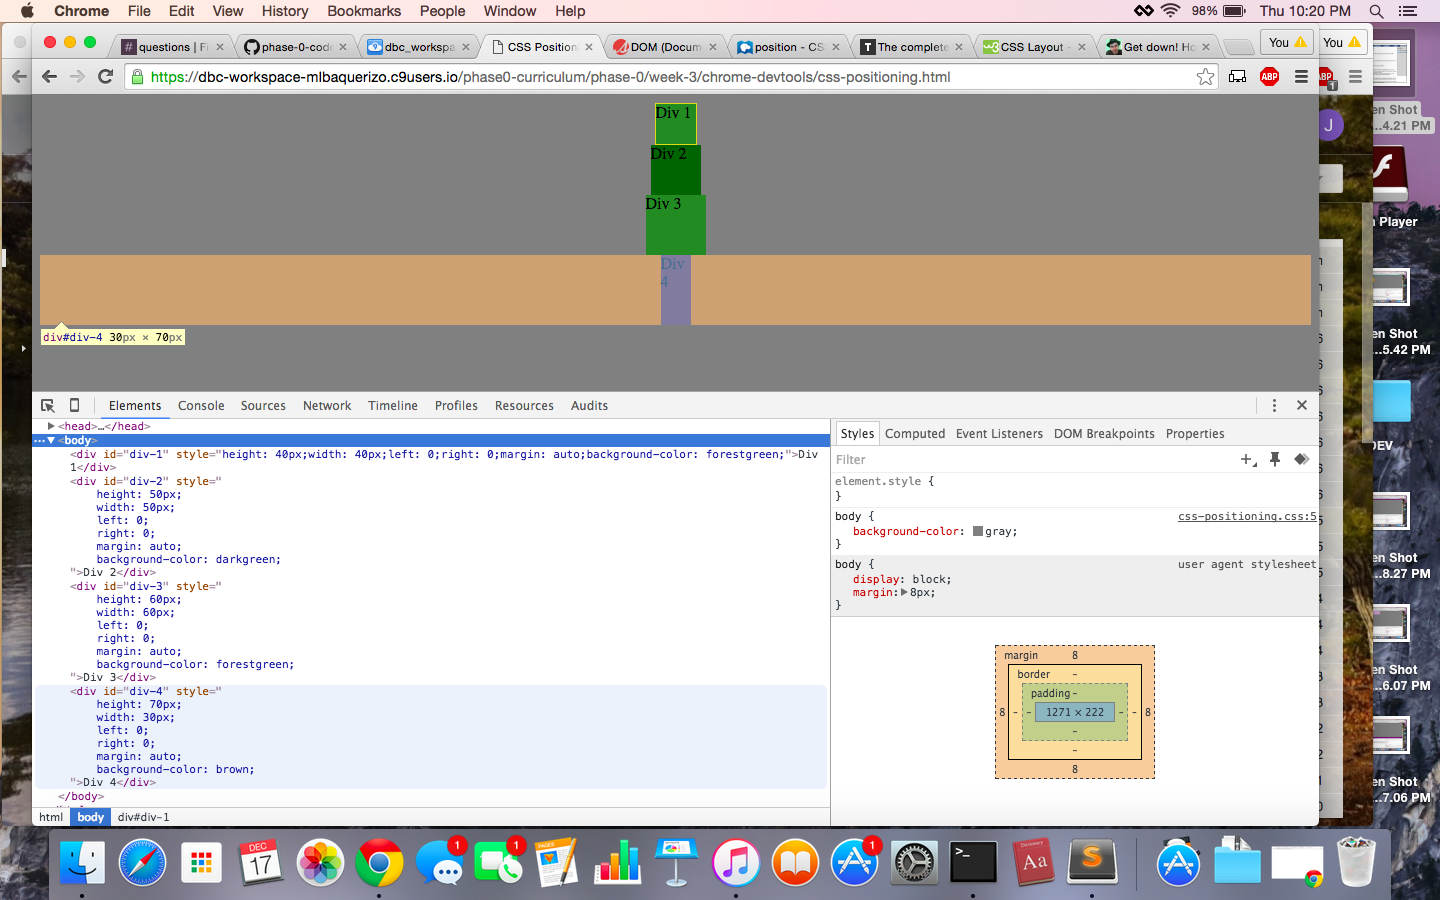 Chrome File Edit View History Bookmarks People Window Help 98% Thu 10:20 PM
questions | Fi phase-0-code dbc_workspa CSS Position DOM (Docum position - CS The complete CSS Layout - Get down! Ho You You
https://dbc-workspace-mlbaquerizo.c9users.io/phase0-curriculum/phase-0/week-3/chrome-devtools/css-positioning.html ABP ABP 1
en Shot
...4.21 PM
J
Div 1
Div 2
Div 3
Div
4
div#div-4 30px × 70px
n Player
en Shot
...5.42 PM
DEV
en Shot
...8.27 PM
en Shot
...6.07 PM
en Shot
...7.06 PM
Elements Console Sources Network Timeline Profiles Resources Audits
<head>…</head>
… <body>
<div id="div-1" style="height: 40px;width: 40px;left: 0;right: 0;margin: auto;background-color: forestgreen;">Div
1</div>
<div id="div-2" style="
height: 50px;
width: 50px;
left: 0;
right: 0;
margin: auto;
background-color: darkgreen;
">Div 2</div>
<div id="div-3" style="
height: 60px;
width: 60px;
left: 0;
right: 0;
margin: auto;
background-color: forestgreen;
">Div 3</div>
<div id="div-4" style="
height: 70px;
width: 30px;
left: 0;
right: 0;
margin: auto;
background-color: brown;
">Div 4</div>
</body>
html body div#div-1
Styles Computed Event Listeners DOM Breakpoints Properties
Filter
element.style {
}
body { css-positioning.css:5
background-color: gray;
}
body { user agent stylesheet
display: block;
margin: 8px;
}
margin 8
border -
padding -
8 - - 1271 × 222 - - 8
-
-
8
DEC
17
1
1
PAGES
1
>_
Dictionary
Aa
S